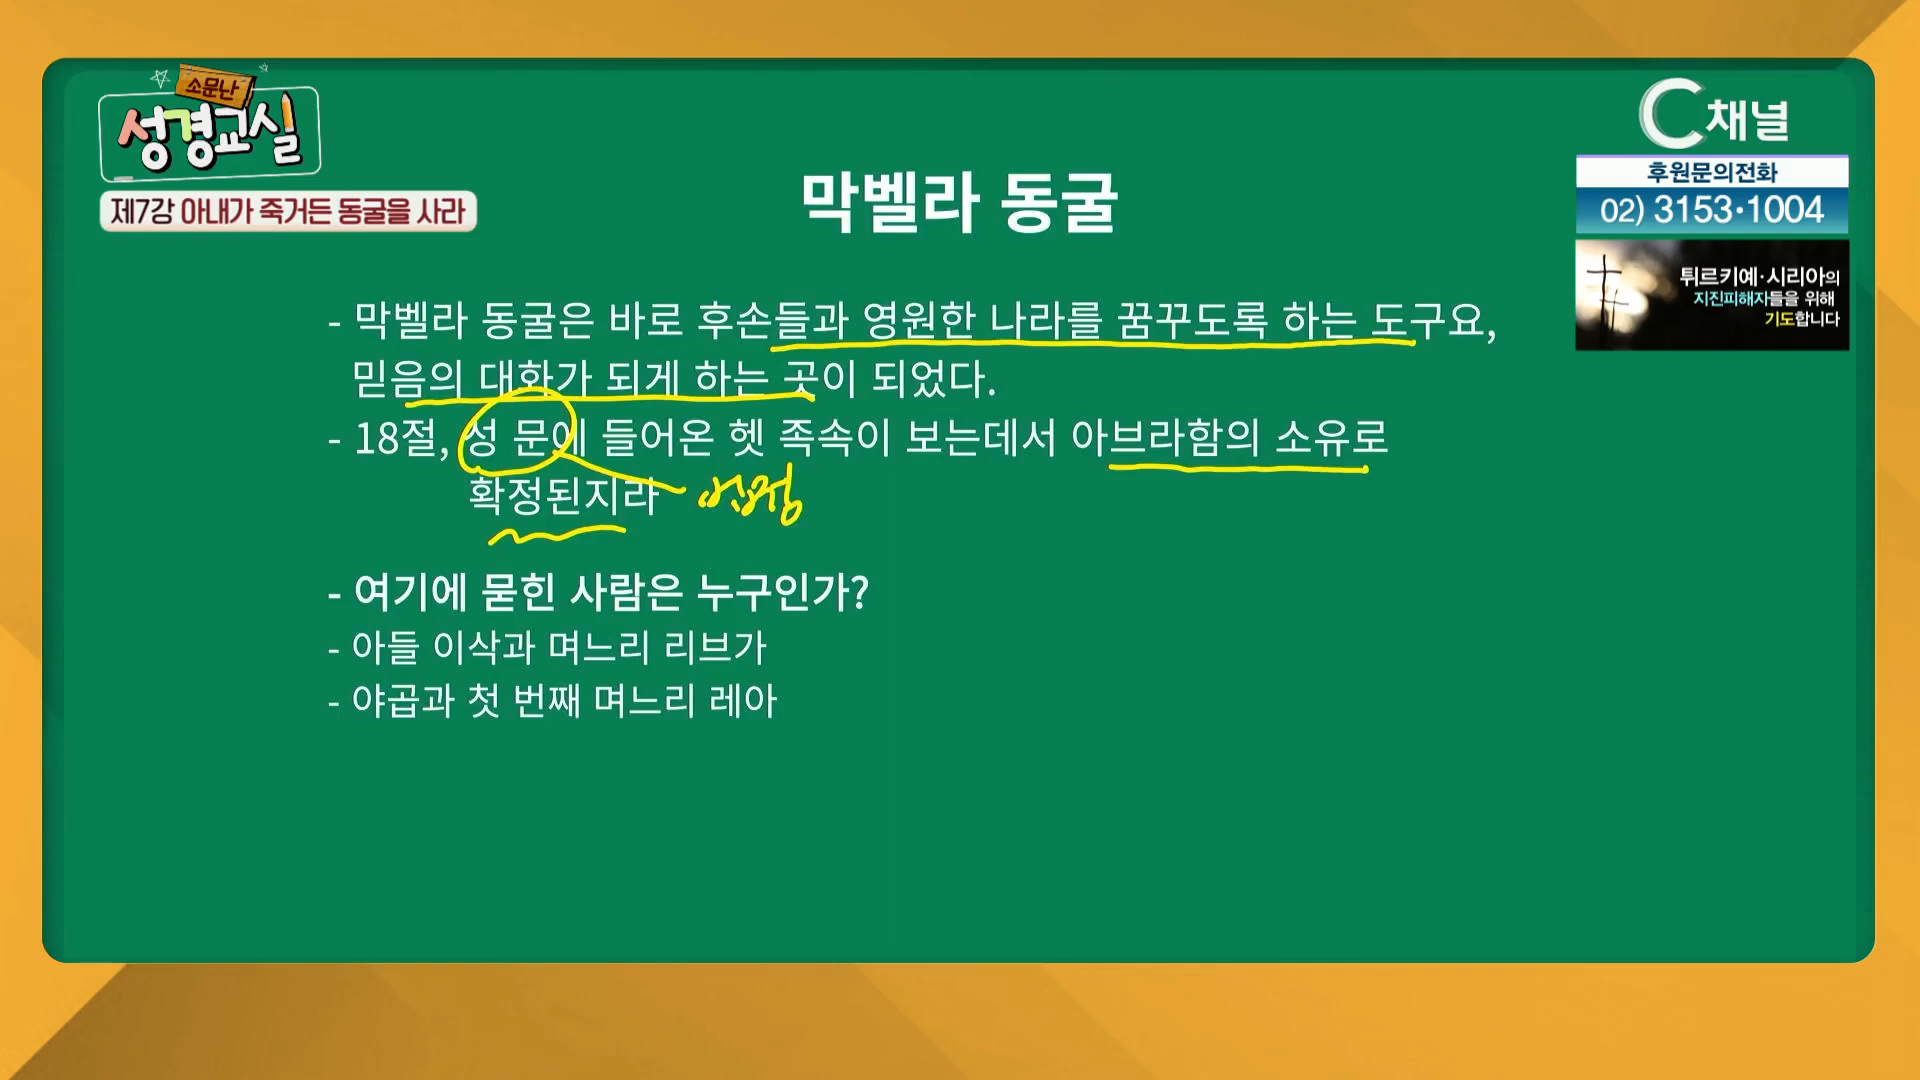 소문난
성경교실
제7강 아내가 죽거든 동굴을 사라
C채널
후원문의전화
02) 3153·1004
튀르키예·시리아의
지진피해자들을 위해
기도합니다
막벨라 동굴
- 막벨라 동굴은 바로 후손들과 영원한 나라를 꿈꾸도록 하는 도구요,
믿음의 대화가 되게 하는 곳이 되었다.
- 18절, 성 문에 들어온 헷 족속이 보는데서 아브라함의 소유로
확정된지라
- 여기에 묻힌 사람은 누구인가?
- 아들 이삭과 며느리 리브가
- 야곱과 첫 번째 며느리 레아